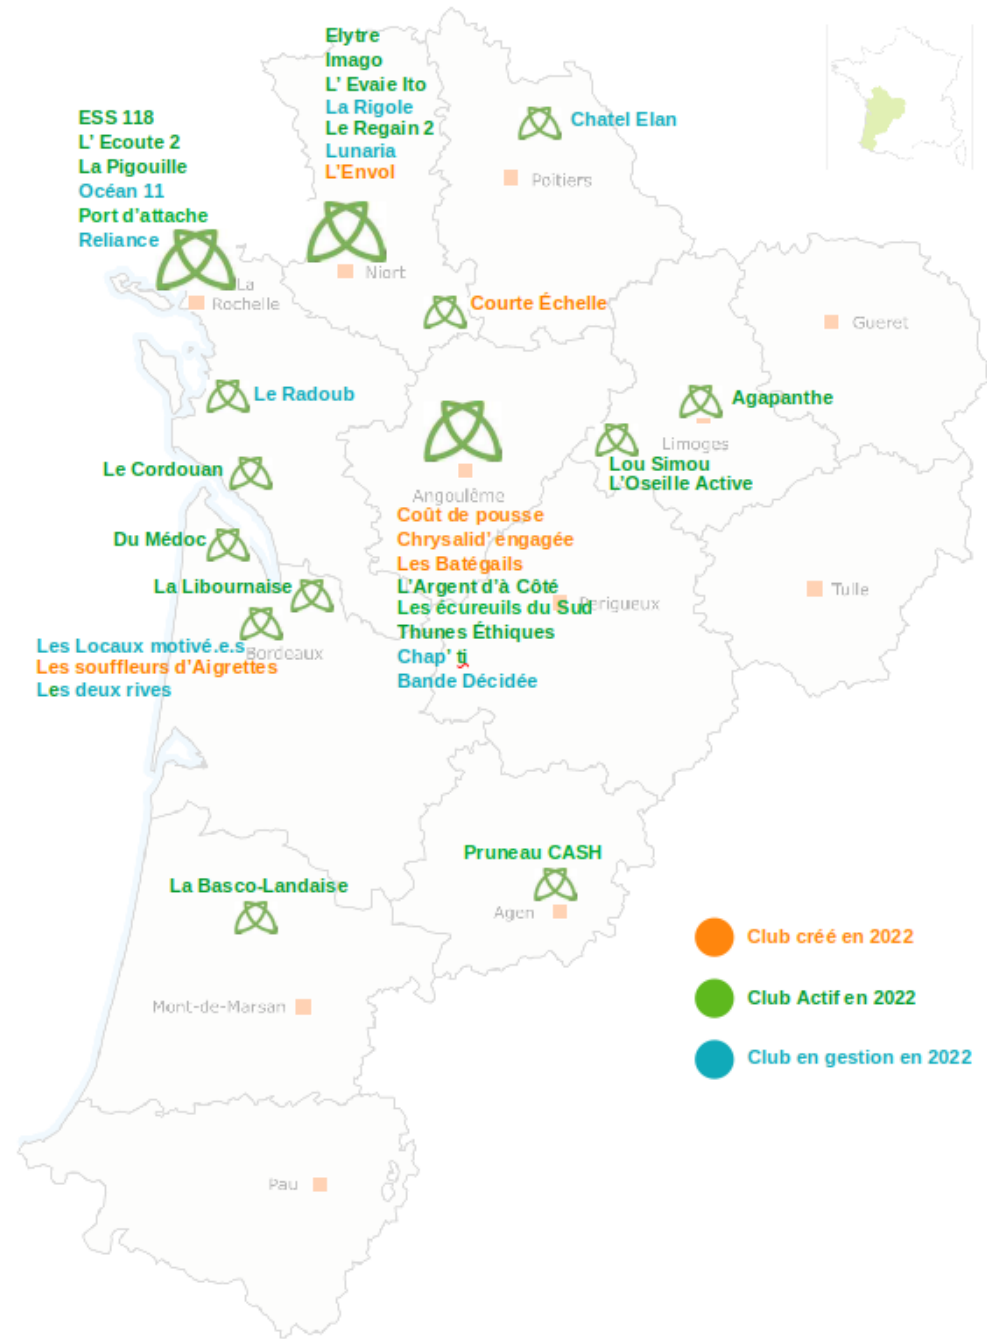 Elytre
Imago
L' Evaie Ito
La Rigole
Le Regain 2
Lunaria
L'Envol
ESS 118
L' Ecoute 2
La Pigouille
Océan 11
Port d'attache
Reliance
Chatel Elan
Poitiers
Niort
La
Rochelle
Courte Échelle
Gueret
Le Radoub
Agapanthe
Limoges
Lou Simou
L'Oseille Active
Le Cordouan
Angoulême
Coût de pousse
Chrysalid' engagée
Les Batégails
L'Argent d'à Côté
Les écureuils du Sud
Thunes Éthiques
Chap' ti
Bande Décidée
Perigueux
Tulle
Du Médoc
La Libournaise
Bordeaux
Les Locaux motivé.e.s
Les souffleurs d'Aigrettes
Les deux rives
Pruneau CASH
Agen
La Basco-Landaise
Mont-de-Marsan
Pau
Club créé en 2022
Club Actif en 2022
Club en gestion en 2022